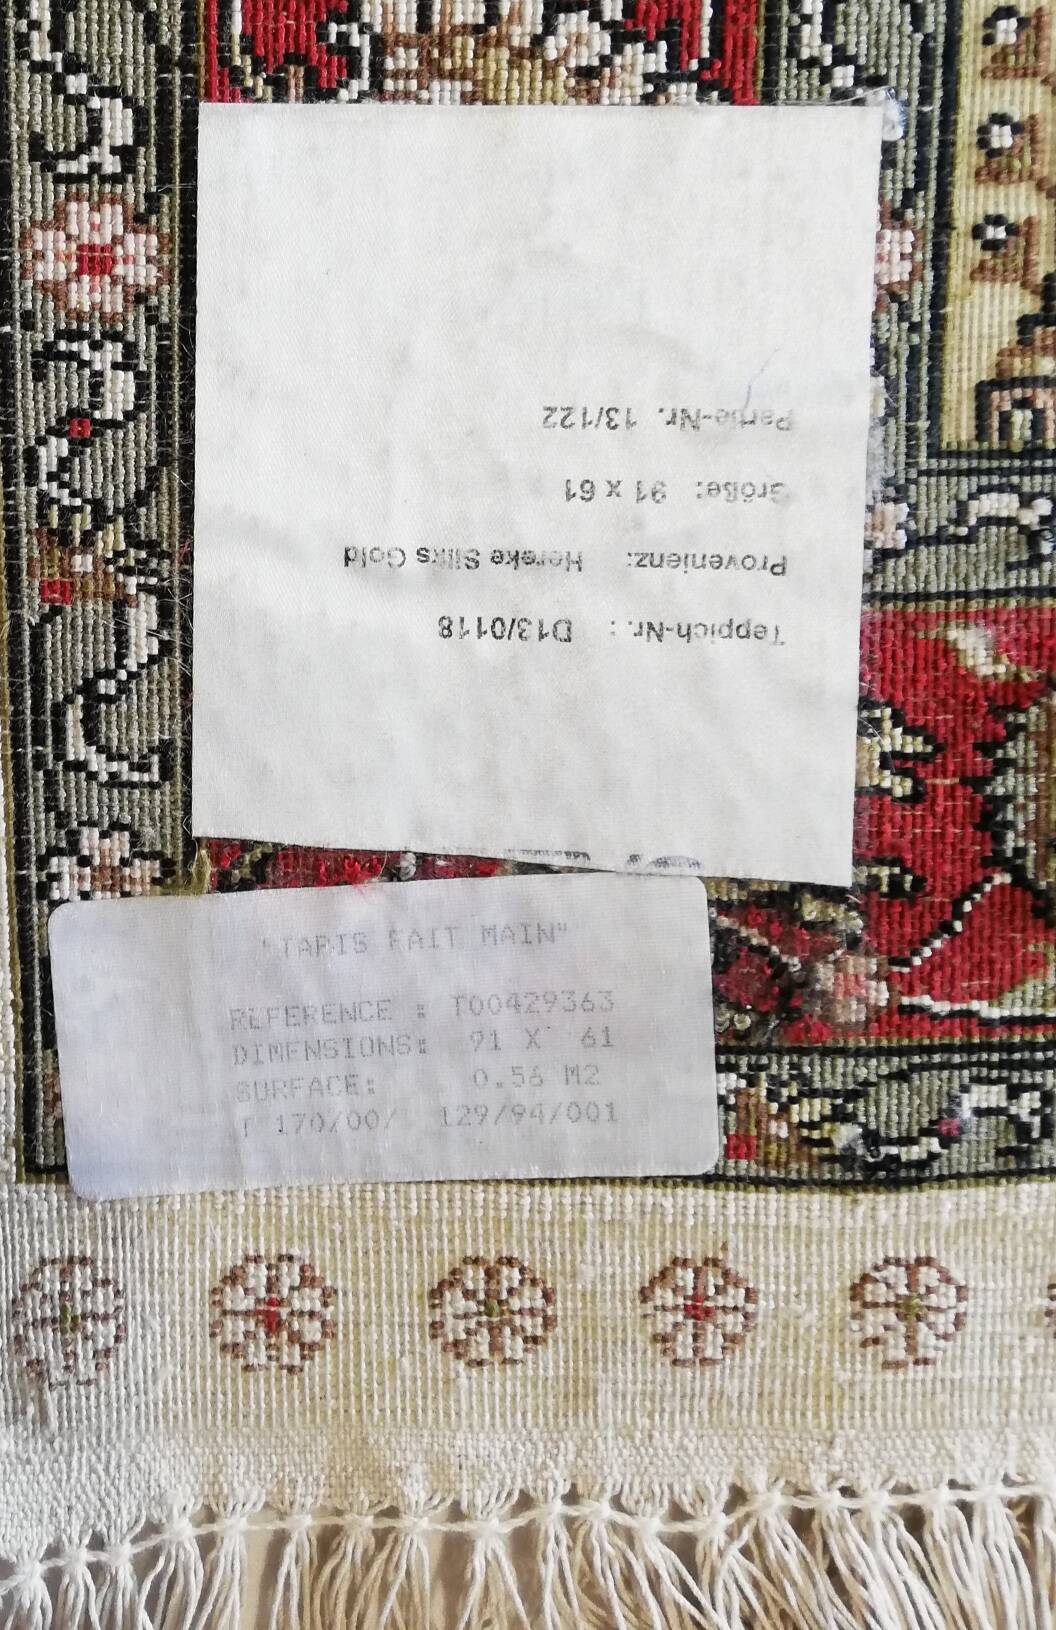 Teppich-Nr. : D13/0118
Provenienz: Hereke Silks Gold
Größe: 91 x 61
Partie-Nr. 13/122
"TAPIS FAIT MAIN"
REFERENCE : T00429363
DIMENSIONS: 91 X 61
SURFACE: 0.56 M2
T 170/00/ 129/94/001